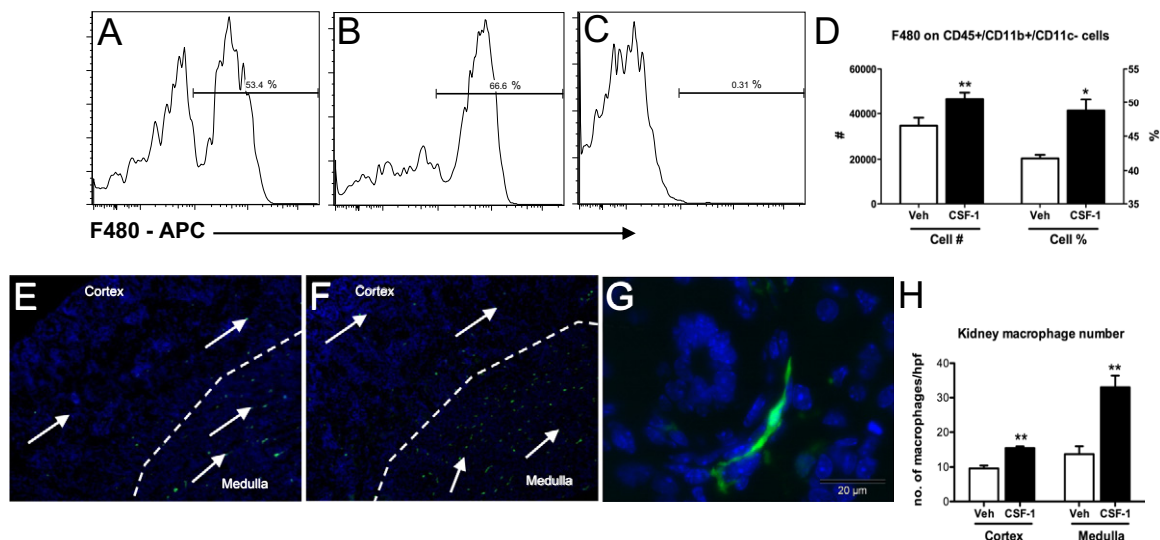 A
53.4 %
B
66.6 %
C
0.31 %
F480 - APC
D
F480 on CD45+/CD11b+/CD11c- cells
60000
40000
20000
0
#
55
50
45
40
35
%
**
*
Veh CSF-1 Veh CSF-1
Cell # Cell %
E
Cortex
Medulla
F
Cortex
Medulla
G
20 µm
H
Kidney macrophage number
no. of macrophages/hpf
40
30
20
10
0
**
**
Veh CSF-1 Veh CSF-1
Cortex Medulla